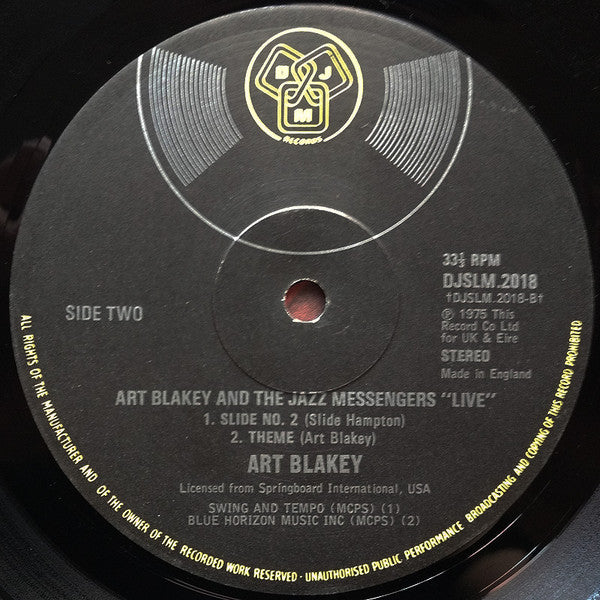 D J M
RECORDS
33⅓ RPM
DJSLM.2018
†DJSLM.2018-B†
℗ 1975 This
Record Co Ltd
for UK & Eire
STEREO
Made in England
SIDE TWO
ART BLAKEY AND THE JAZZ MESSENGERS "LIVE"
1. SLIDE NO. 2 (Slide Hampton)
2. THEME (Art Blakey)
ART BLAKEY
Licensed from Springboard International, USA
SWING AND TEMPO (MCPS) (1)
BLUE HORIZON MUSIC INC (MCPS) (2)
ALL RIGHTS OF THE MANUFACTURER AND OF THE OWNER OF THE RECORDED WORK RESERVED · UNAUTHORISED PUBLIC PERFORMANCE BROADCASTING AND COPYING OF THIS RECORD PROHIBITED